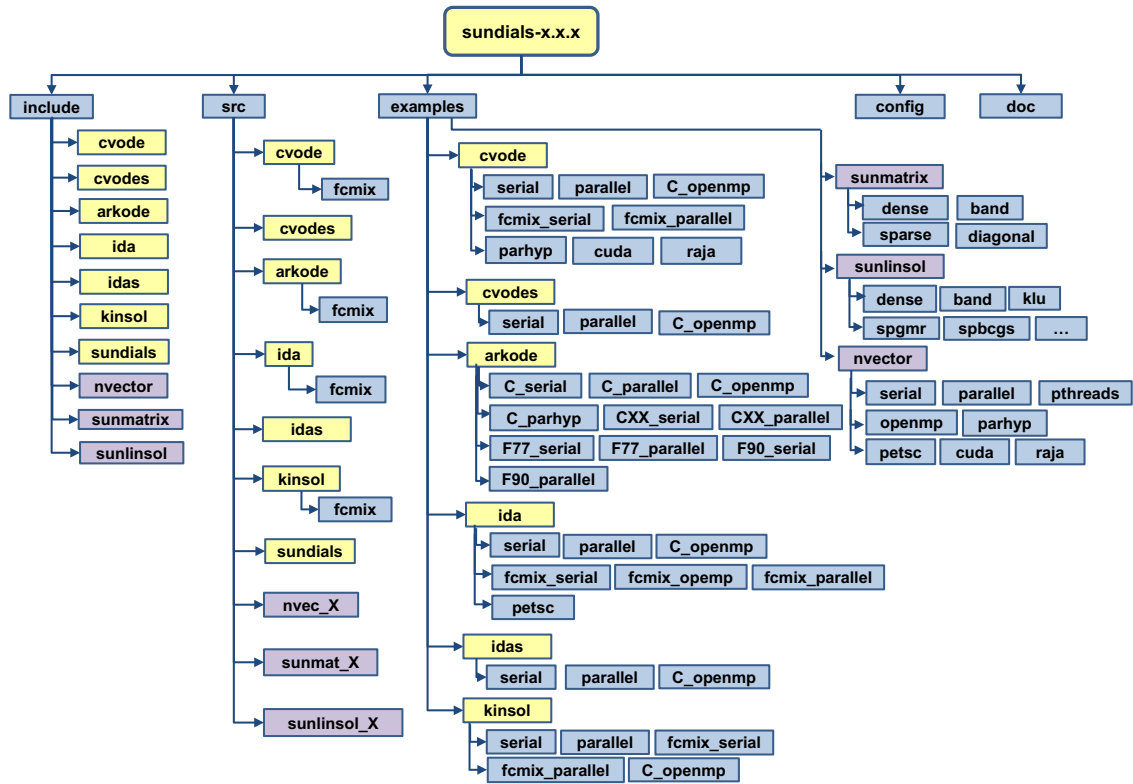 sundials-x.x.x
include
src
examples
config
doc
cvode
cvodes
arkode
ida
idas
kinsol
sundials
nvector
sunmatrix
sunlinsol
cvode
fcmix
cvodes
arkode
fcmix
ida
fcmix
idas
kinsol
fcmix
sundials
nvec_X
sunmat_X
sunlinsol_X
cvode
serial parallel C_openmp
fcmix_serial fcmix_parallel
parhyp cuda raja
cvodes
serial parallel C_openmp
arkode
C_serial C_parallel C_openmp
C_parhyp CXX_serial CXX_parallel
F77_serial F77_parallel F90_serial
F90_parallel
ida
serial parallel C_openmp
fcmix_serial fcmix_opemp fcmix_parallel
petsc
idas
serial parallel C_openmp
kinsol
serial parallel fcmix_serial
fcmix_parallel C_openmp
sunmatrix
dense band
sparse diagonal
sunlinsol
dense band klu
spgmr spbcgs ...
nvector
serial parallel pthreads
openmp parhyp
petsc cuda raja